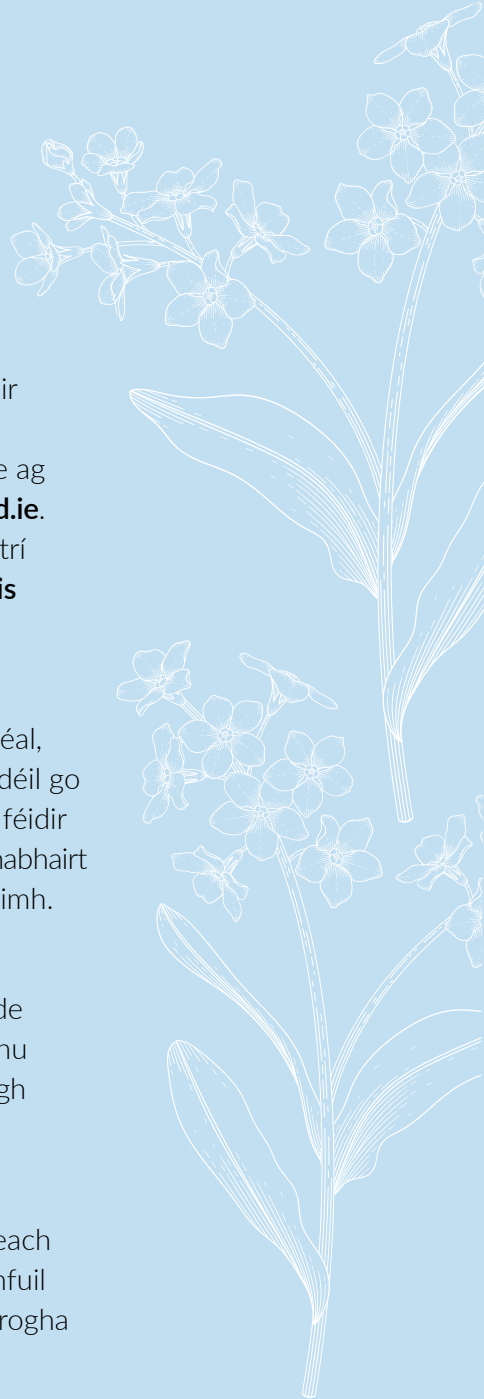 ir
e ag
d.ie.
trí
is
éal,
déil go
féidir
nabhairt
imh.
de
nu
gh
each
nfuil
rogha